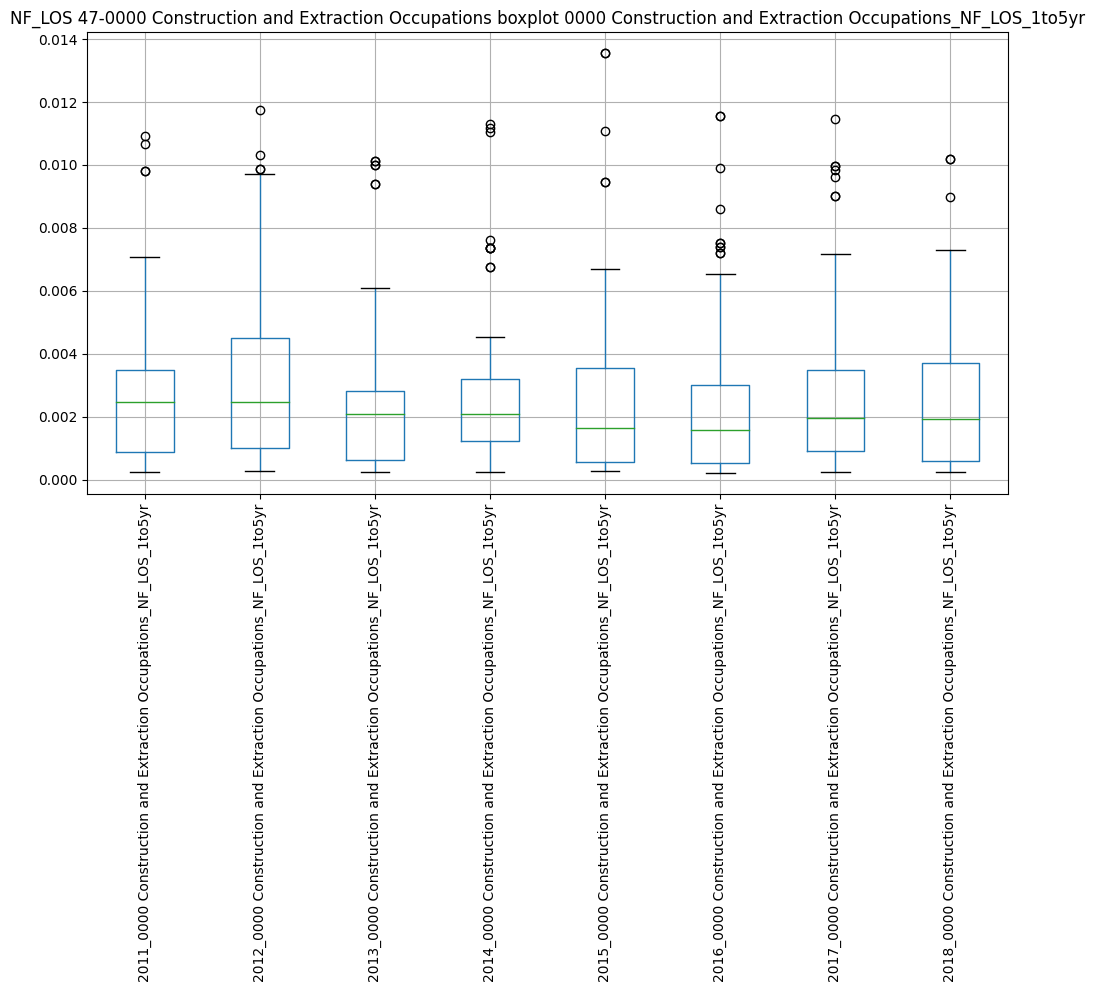 NF_LOS 47-0000 Construction and Extraction Occupations boxplot 0000 Construction and Extraction Occupations_NF_LOS_1to5yr
0.014
0.012
0.010
0.008
0.006
0.004
0.002
0.000
2011_0000 Construction and Extraction Occupations_NF_LOS_1to5yr
2012_0000 Construction and Extraction Occupations_NF_LOS_1to5yr
2013_0000 Construction and Extraction Occupations_NF_LOS_1to5yr
2014_0000 Construction and Extraction Occupations_NF_LOS_1to5yr
2015_0000 Construction and Extraction Occupations_NF_LOS_1to5yr
2016_0000 Construction and Extraction Occupations_NF_LOS_1to5yr
2017_0000 Construction and Extraction Occupations_NF_LOS_1to5yr
2018_0000 Construction and Extraction Occupations_NF_LOS_1to5yr